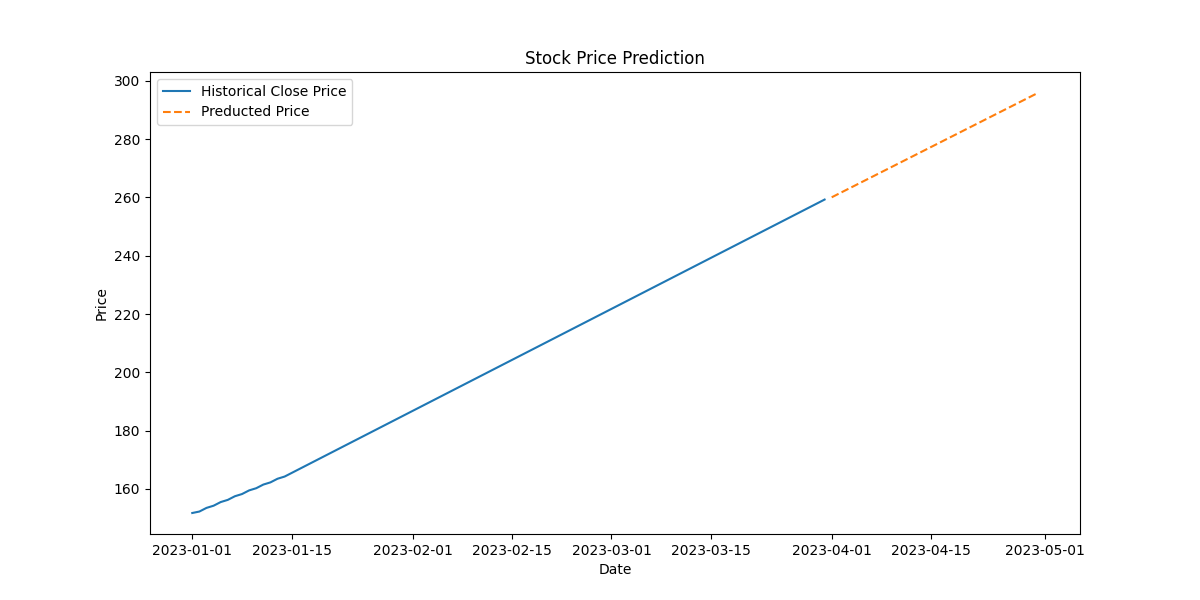 Stock Price Prediction
Historical Close Price
Preducted Price
300
280
260
240
220
200
180
160
Price
2023-01-01 2023-01-15 2023-02-01 2023-02-15 2023-03-01 2023-03-15 2023-04-01 2023-04-15 2023-05-01
Date